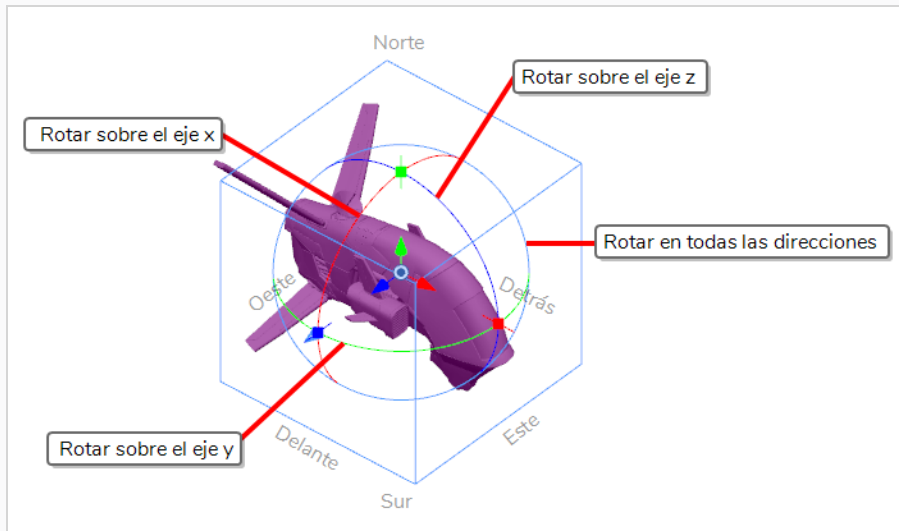 Norte
Rotar sobre el eje z
Rotar sobre el eje x
Rotar en todas las direcciones
Oeste
Detrás
Este
Delante
Rotar sobre el eje y
Sur